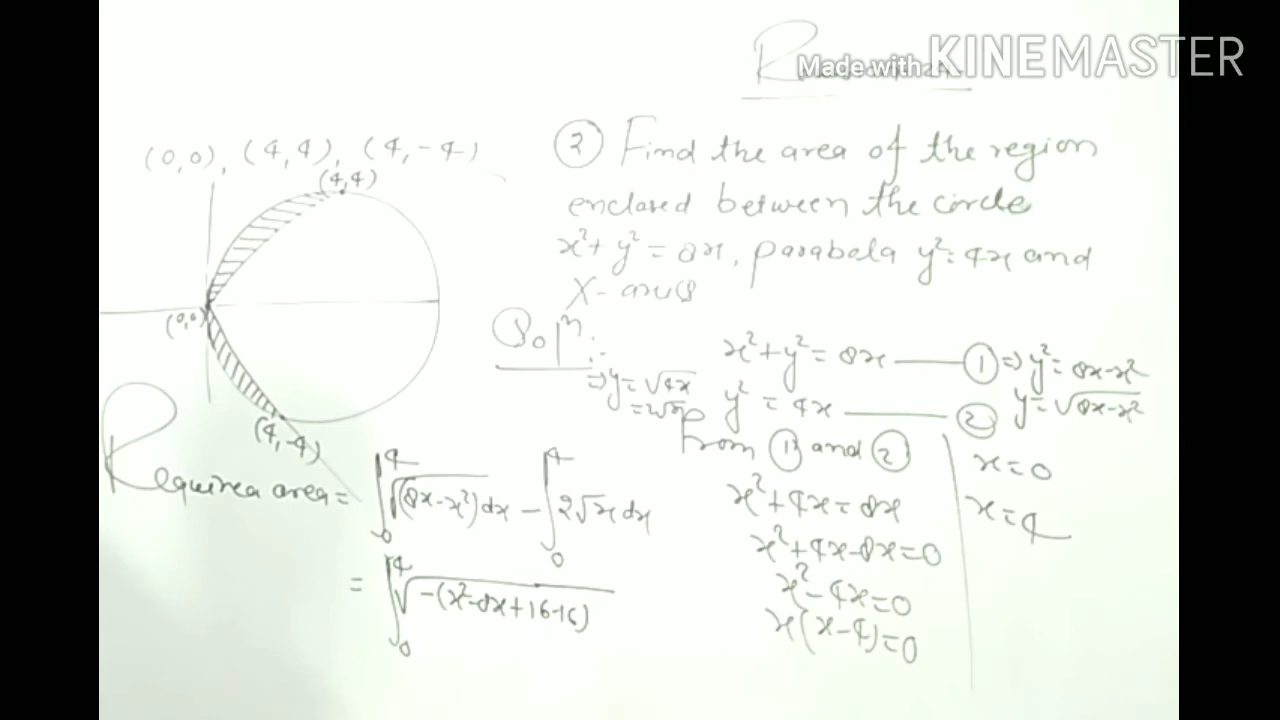 Made with KINEMASTER
(0,0), (4,4), (4,-4)
(4,4)
(0,0)
(4,-4)
② Find the area of the region
enclosed between the circle
x²+y²=8x, parabola y²=4x and
X-axis
Solⁿ:
x²+y²=8x ——— ① ⇒ y²=8x-x²
y=√8x-x²
⇒ y=√4x
=2√x
y²=4x ——— ②
From ① and ②
x²+4x=8x
x²+4x-8x=0
x²-4x=0
x(x-4)=0
x=0
x=4
Required area = ∫₀⁴ √(8x-x²) dx - ∫₀⁴ 2√x dx
= ∫₀⁴ √-(x²-8x+16-16)